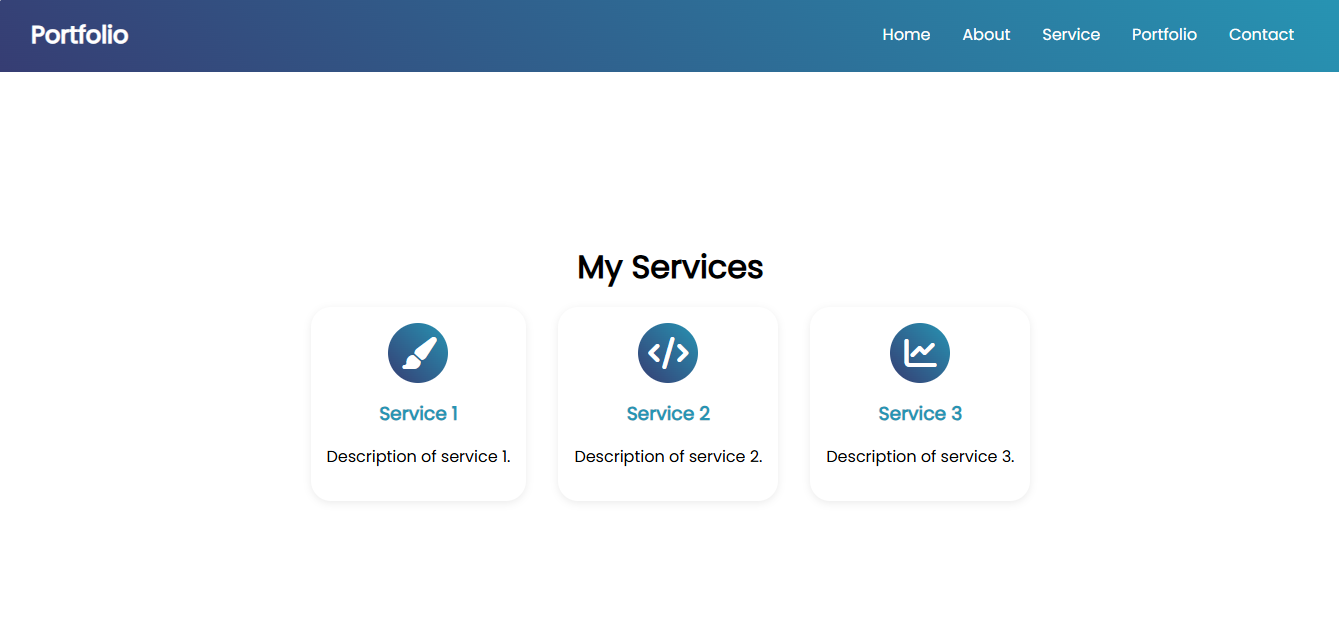 Portfolio
Home About Service Portfolio Contact
My Services
Service 1
Description of service 1.
Service 2
Description of service 2.
Service 3
Description of service 3.